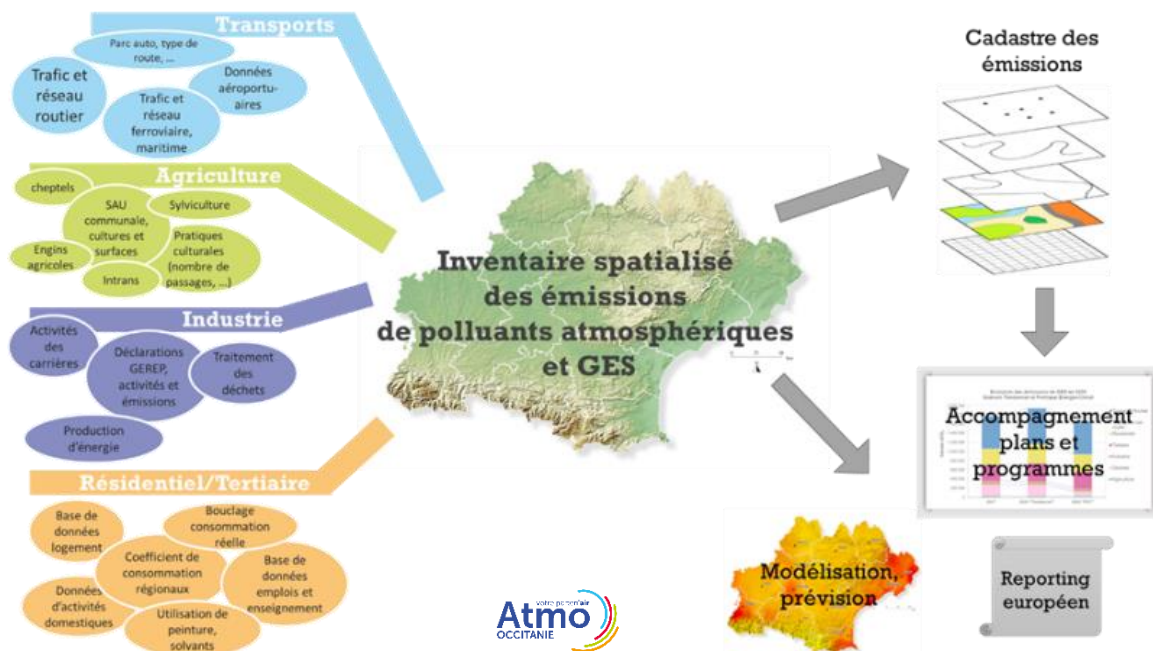 Transports
Parc auto, type de
route, ...
Trafic et
réseau
routier
Données
aéroportu-
aires
Trafic et
réseau
ferroviaire,
maritime
Agriculture
cheptels
SAU
communale,
cultures et
surfaces
Sylviculture
Engins
agricoles
Pratiques
culturales
(nombre de
passages, ...)
Intrans
Industrie
Activités
des
carrières
Déclarations
GEREP,
activités et
émissions
Traitement
des
déchets
Production
d'énergie
Résidentiel/Tertiaire
Base de
données
logement
Bouclage
consommation
réelle
Coefficient de
consommation
régionaux
Base de
données
emplois et
enseignement
Données
d'activités
domestiques
Utilisation de
peinture,
solvants
Inventaire spatialisé
des émissions
de polluants atmosphériques
et GES
Cadastre des
émissions
Accompagnement
plans et
programmes
Modélisation,
prévision
Reporting
européen
votre parten'air
Atmo
OCCITANIE